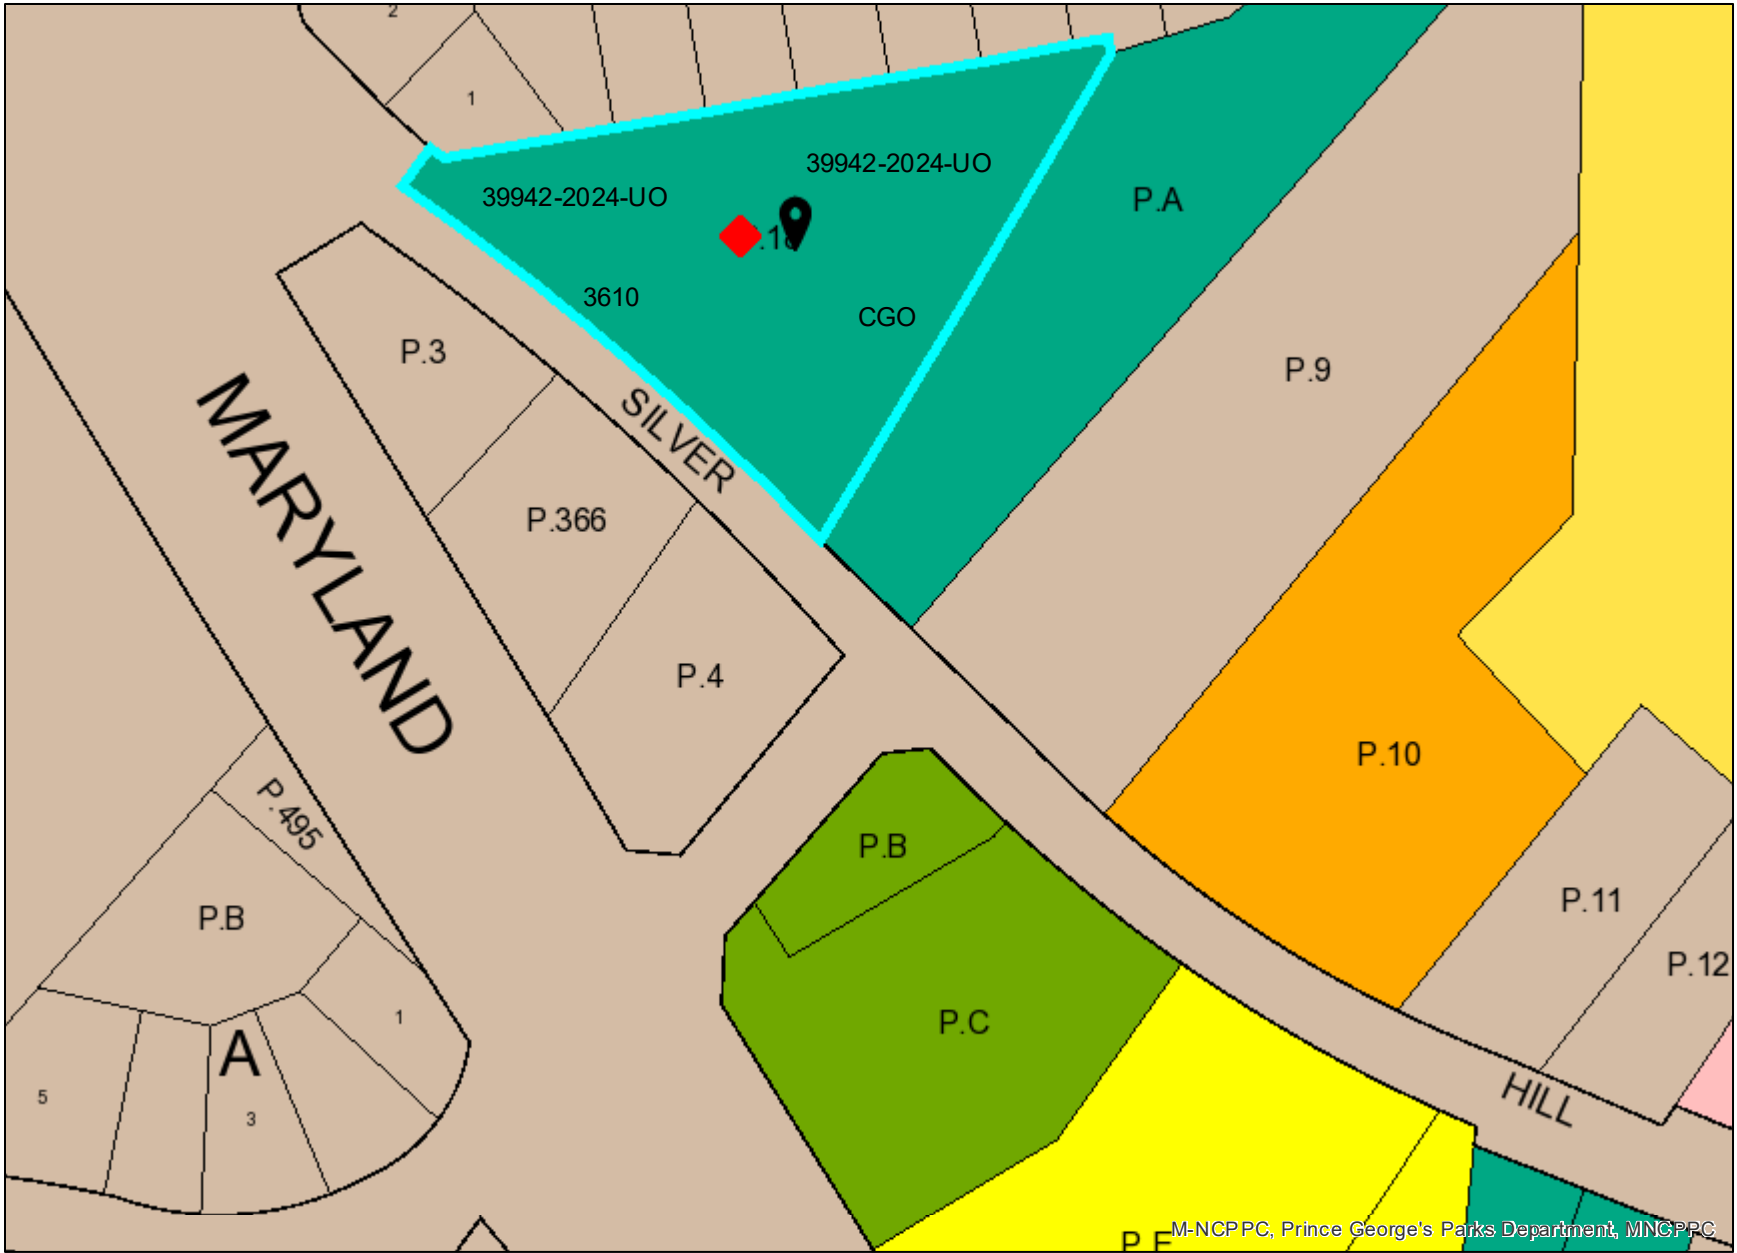 2
1
39942-2024-UO
39942-2024-UO
P.A
3610
CGO
P.3
P.9
SILVER
MARYLAND
P.366
P.4
P.10
P.495
P.B
P.B
P.11
P.12
P.C
1
A
5
3
HILL
M-NCPPC, Prince George's Parks Department, MNCPPC